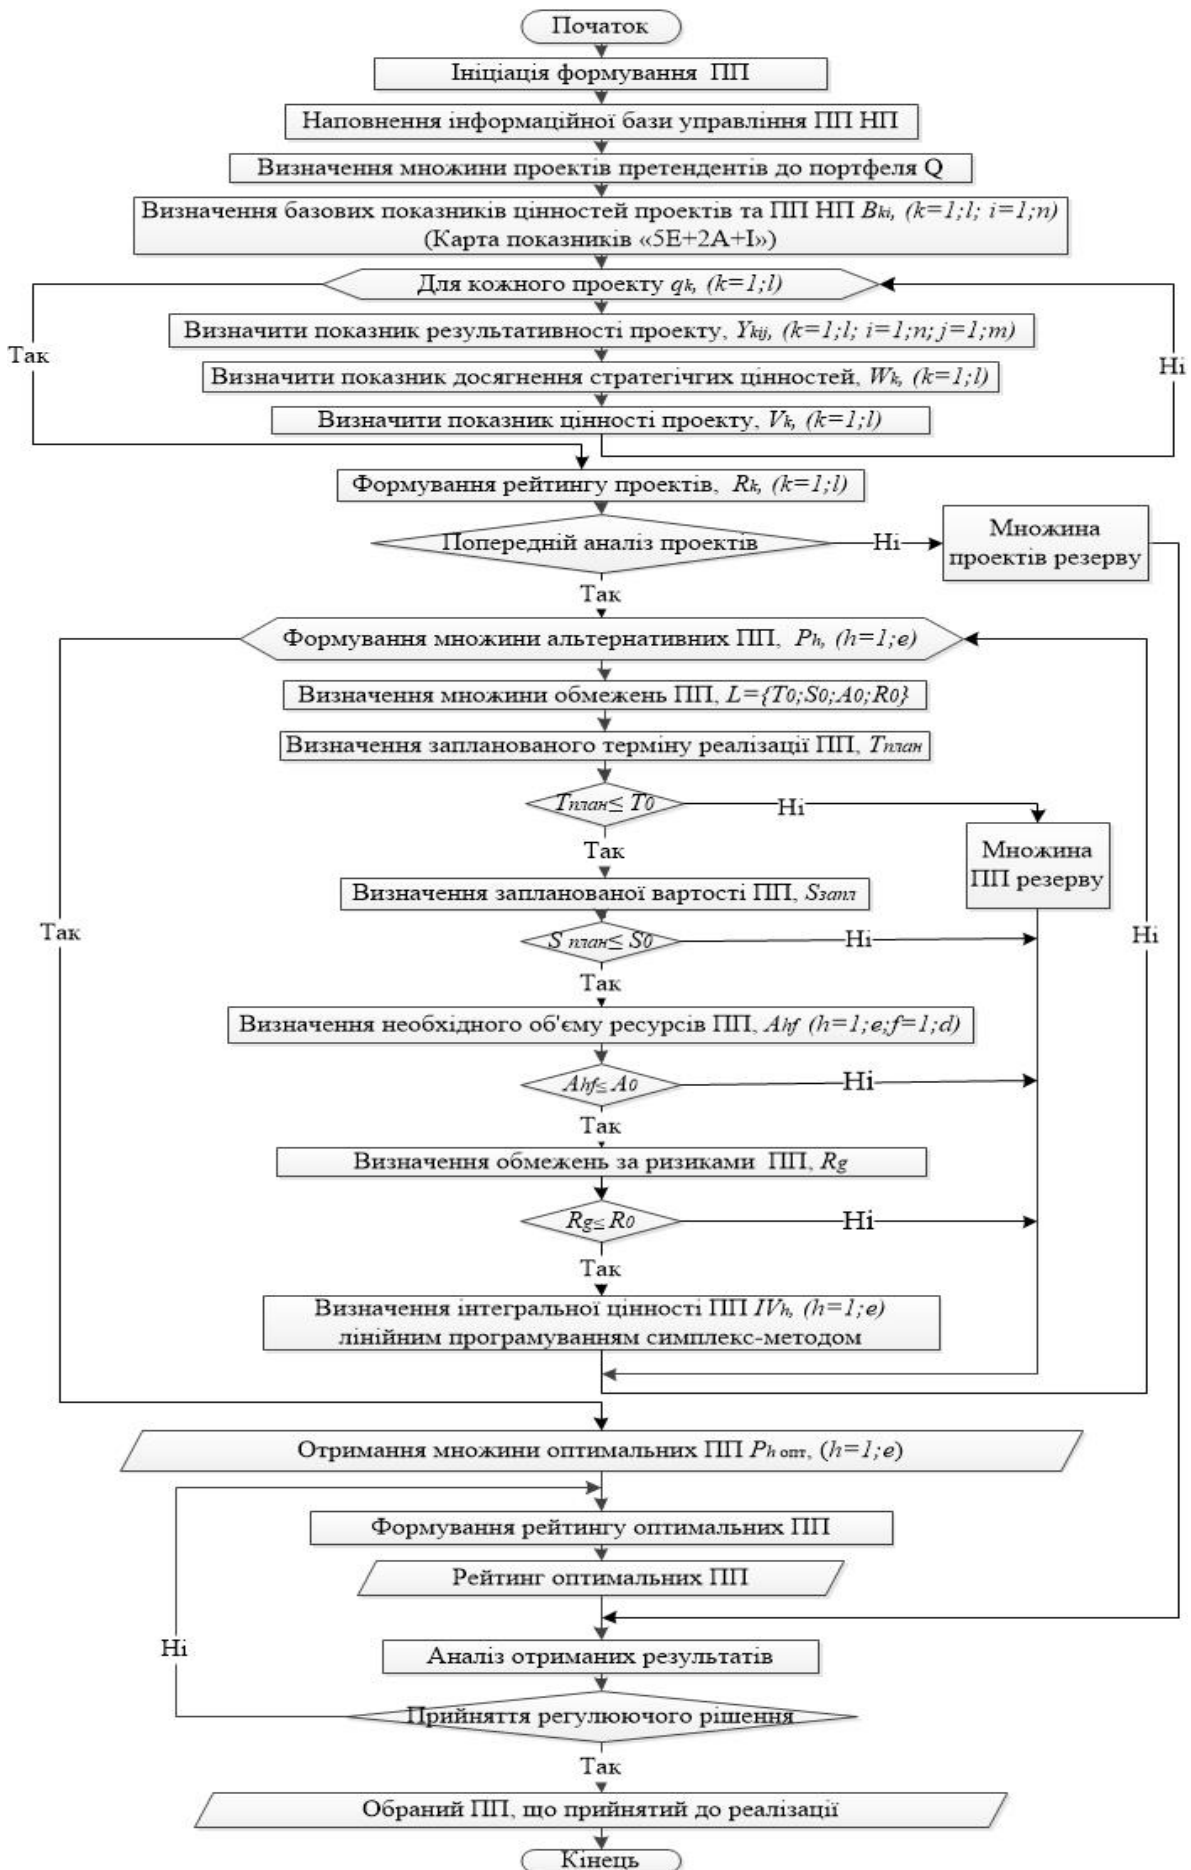 Початок
Ініціація формування ПП
Наповнення інформаційної бази управління ПП НП
Визначення множини проектів претендентів до портфеля Q
Визначення базових показників цінностей проектів та ПП НП Bki, (k=1;l; i=1;n)
(Карта показників «5Е+2А+І»)
Для кожного проекту qk, (k=1;l)
Визначити показник результативності проекту, Ykij, (k=1;l; i=1;n; j=1;m)
Так
Ні
Визначити показник досягнення стратегічгих цінностей, Wk, (k=1;l)
Визначити показник цінності проекту, Vk, (k=1;l)
Формування рейтингу проектів, Rk, (k=1;l)
Попередній аналіз проектів
Ні
Множина
проектів резерву
Так
Формування множини альтернативних ПП, Ph, (h=1;e)
Визначення множини обмежень ПП, L={T0;S0;A0;R0}
Визначення запланованого терміну реалізації ПП, Tплан
Tплан≤ T0
Ні
Множина
ПП резерву
Так
Визначення запланованої вартості ПП, Sзапл
Так
Ні
S план≤ S0
Ні
Так
Визначення необхідного об'єму ресурсів ПП, Ahf (h=1;e;f=1;d)
Ahf≤ A0
Ні
Так
Визначення обмежень за ризиками ПП, Rg
Rg≤ R0
Ні
Так
Визначення інтегральної цінності ПП IVh, (h=1;e)
лінійним програмуванням симплекс-методом
Отримання множини оптимальних ПП Ph опт, (h=1;e)
Формування рейтингу оптимальних ПП
Рейтинг оптимальних ПП
Ні
Аналіз отриманих результатів
Прийняття регулюючого рішення
Так
Обраний ПП, що прийнятий до реалізації
Кінець